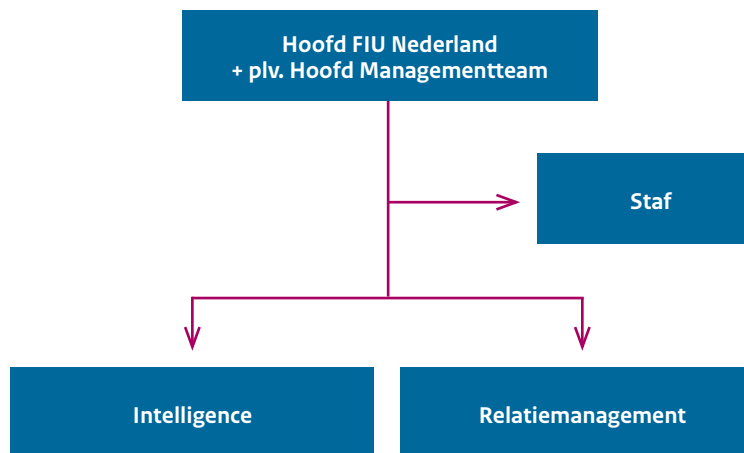 Hoofd FIU Nederland
+ plv. Hoofd Managementteam
Staf
Intelligence
Relatiemanagement